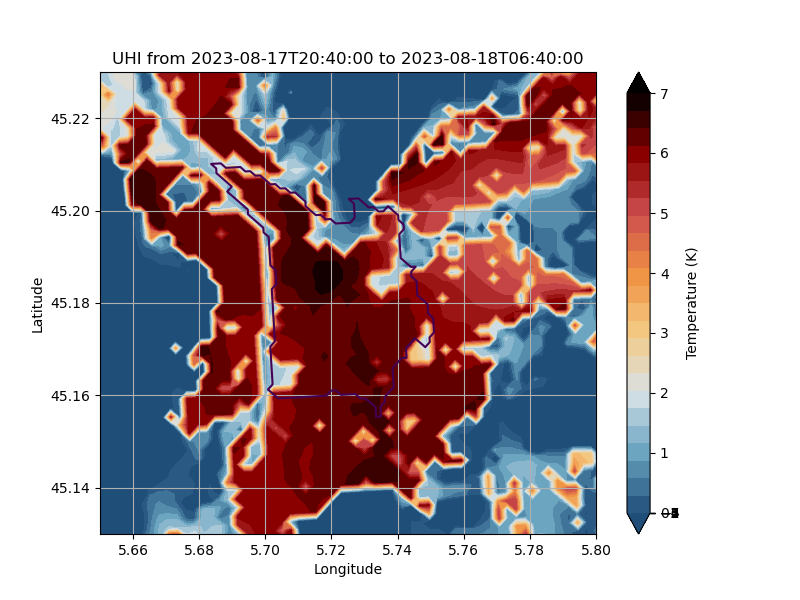 UHI from 2023-08-17T20:40:00 to 2023-08-18T06:40:00
45.22
45.20
45.18
45.16
45.14
Latitude
5.66 5.68 5.70 5.72 5.74 5.76 5.78 5.80
Longitude
7
6
5
4
3
2
1
Temperature (K)